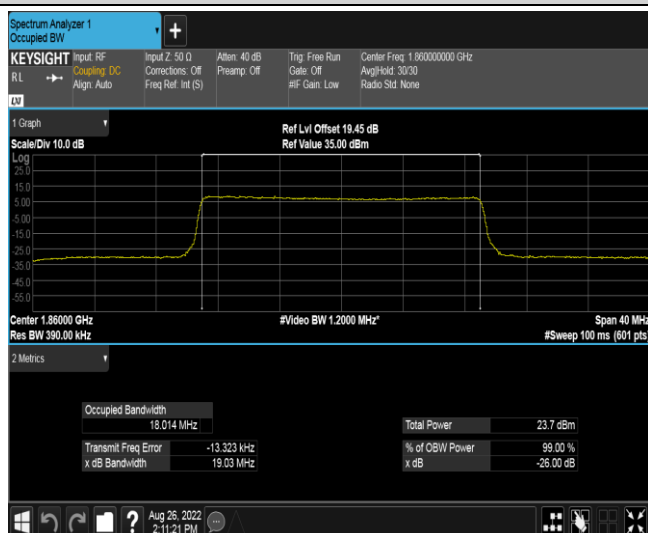 Spectrum Analyzer 1
Occupied BW
+
KEYSIGHT
RL
LXI
Input: RF
Coupling: DC
Align: Auto
Input Z: 50 Ω
Corrections: Off
Freq Ref: Int (S)
Atten: 40 dB
Preamp: Off
Trig: Free Run
Gate: Off
#IF Gain: Low
Center Freq: 1.860000000 GHz
Avg|Hold: 30/30
Radio Std: None
1 Graph
Scale/Div 10.0 dB
Ref Lvl Offset 19.45 dB
Ref Value 35.00 dBm
Log
25.0
15.0
5.00
-5.00
-15.0
-25.0
-35.0
-45.0
-55.0
Center 1.86000 GHz
Res BW 390.00 kHz
#Video BW 1.2000 MHz*
Span 40 MHz
#Sweep 100 ms (601 pts)
2 Metrics
Occupied Bandwidth
18.014 MHz
Transmit Freq Error -13.323 kHz
x dB Bandwidth 19.03 MHz
Total Power 23.7 dBm
% of OBW Power 99.00 %
x dB -26.00 dB
?
Aug 26, 2022
2:11:21 PM